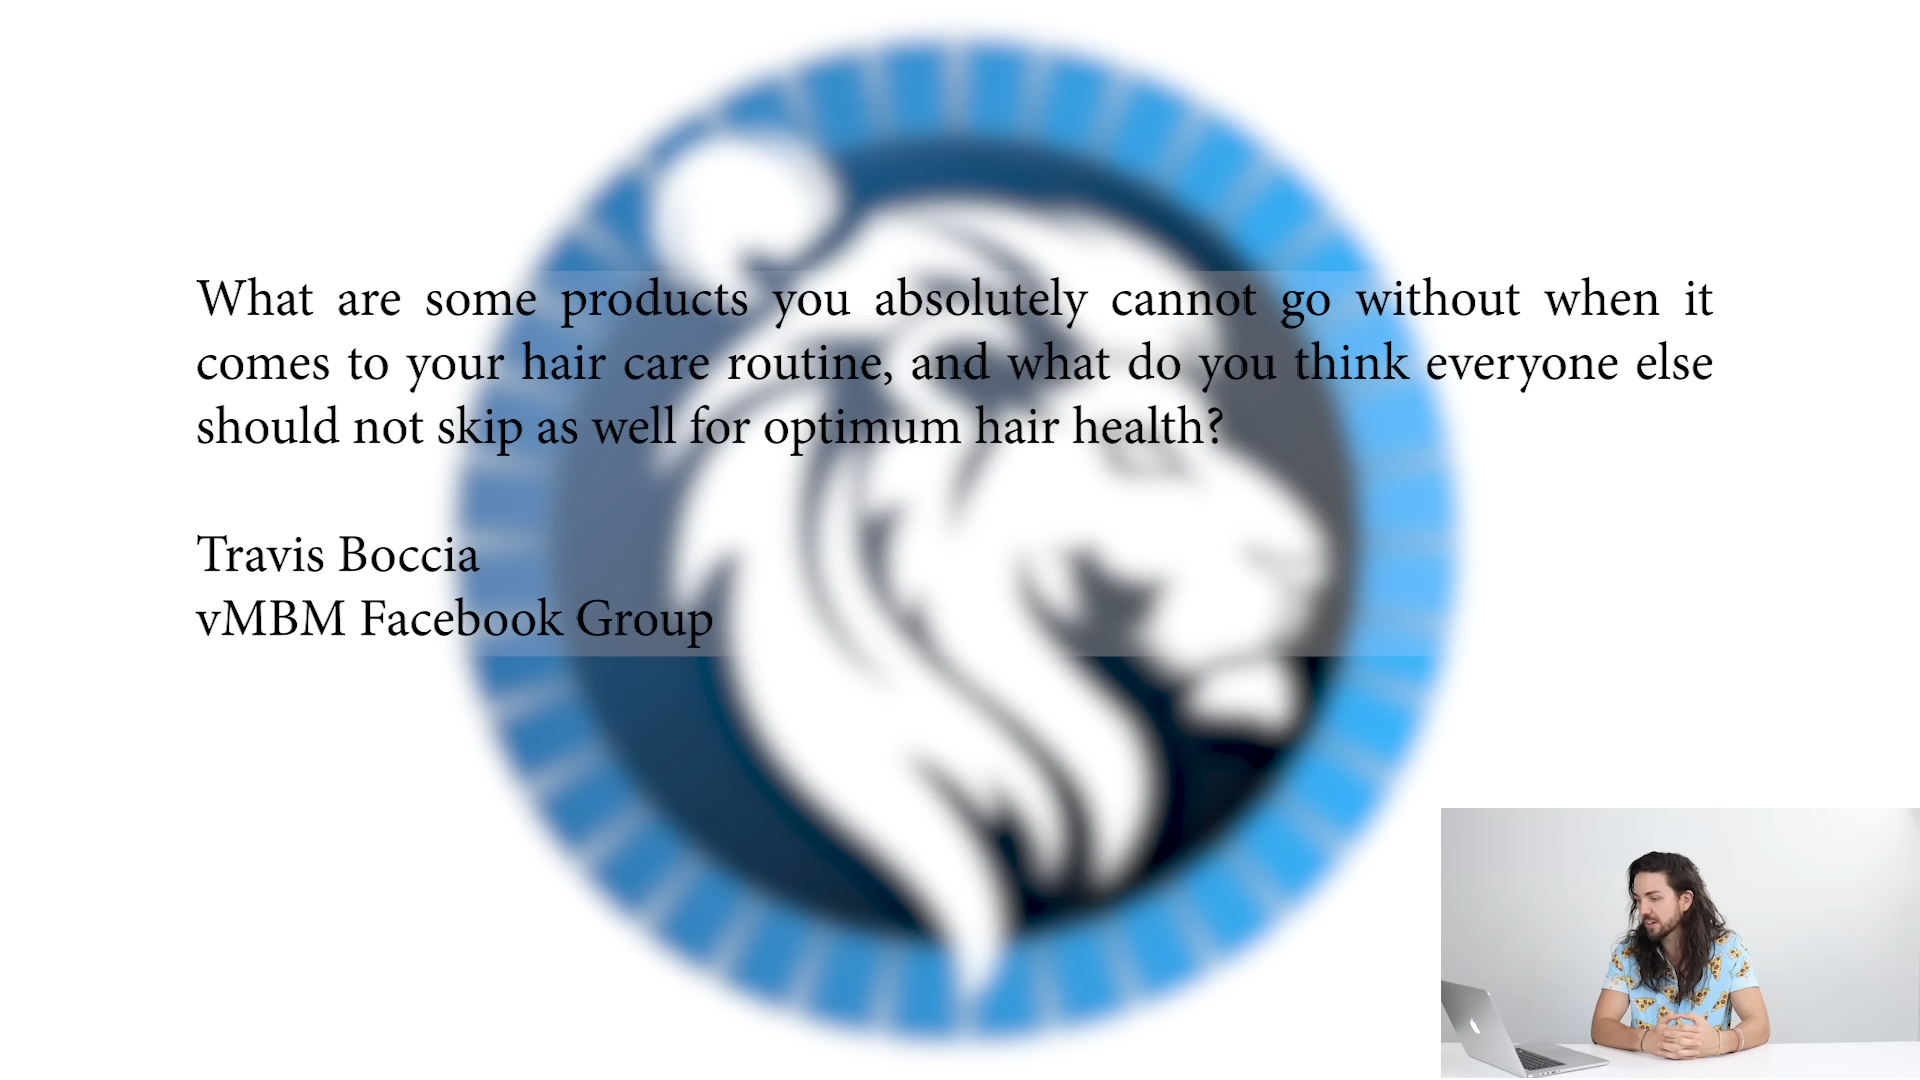 What are some products you absolutely cannot go without when it
comes to your hair care routine, and what do you think everyone else
should not skip as well for optimum hair health?
Travis Boccia
vMBM Facebook Group